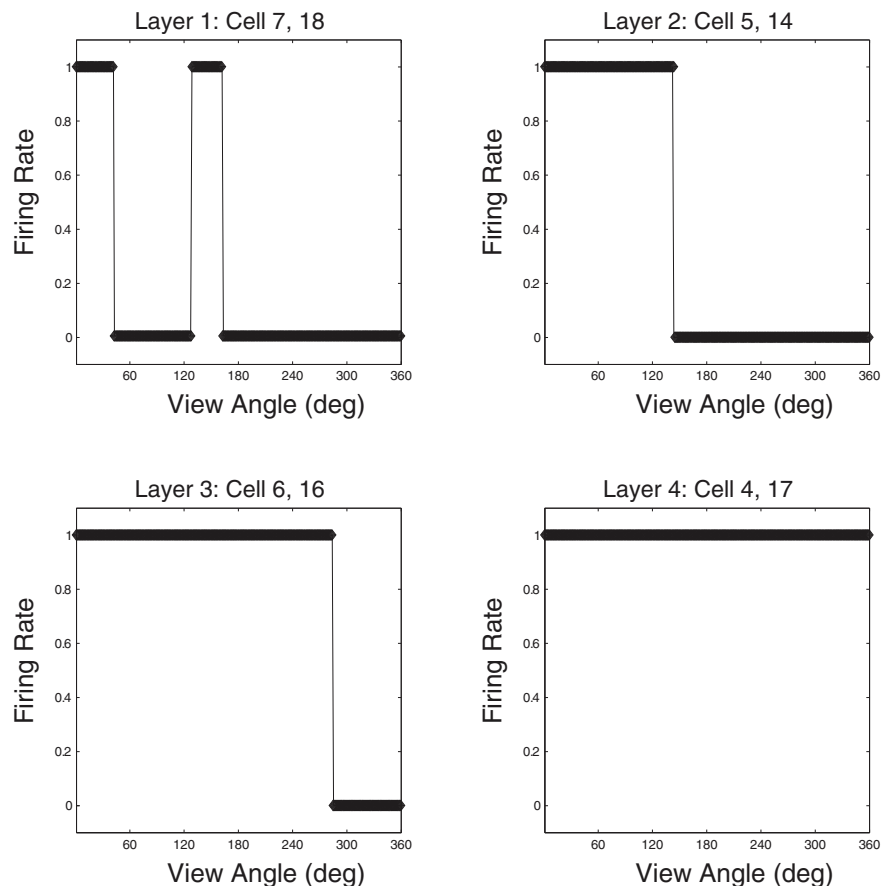 Layer 1: Cell 7, 18
Firing Rate
1
0.8
0.6
0.4
0.2
0
60 120 180 240 300 360
View Angle (deg)
Layer 2: Cell 5, 14
Firing Rate
1
0.8
0.6
0.4
0.2
0
60 120 180 240 300 360
View Angle (deg)
Layer 3: Cell 6, 16
Firing Rate
1
0.8
0.6
0.4
0.2
0
60 120 180 240 300 360
View Angle (deg)
Layer 4: Cell 4, 17
Firing Rate
1
0.8
0.6
0.4
0.2
0
60 120 180 240 300 360
View Angle (deg)